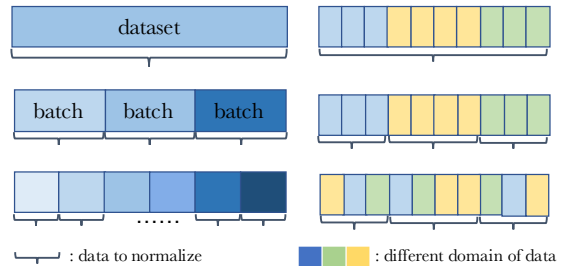 dataset
batch batch batch
......
: data to normalize
: different domain of data